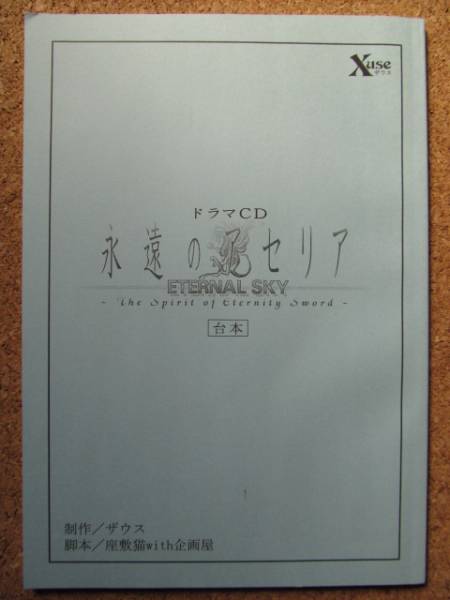 Xuse
ザウス
ドラマCD
永遠のアセリア
ETERNAL SKY
- The Spirit of Eternity Sword -
台本
制作／ザウス
脚本／座敷猫with企画屋